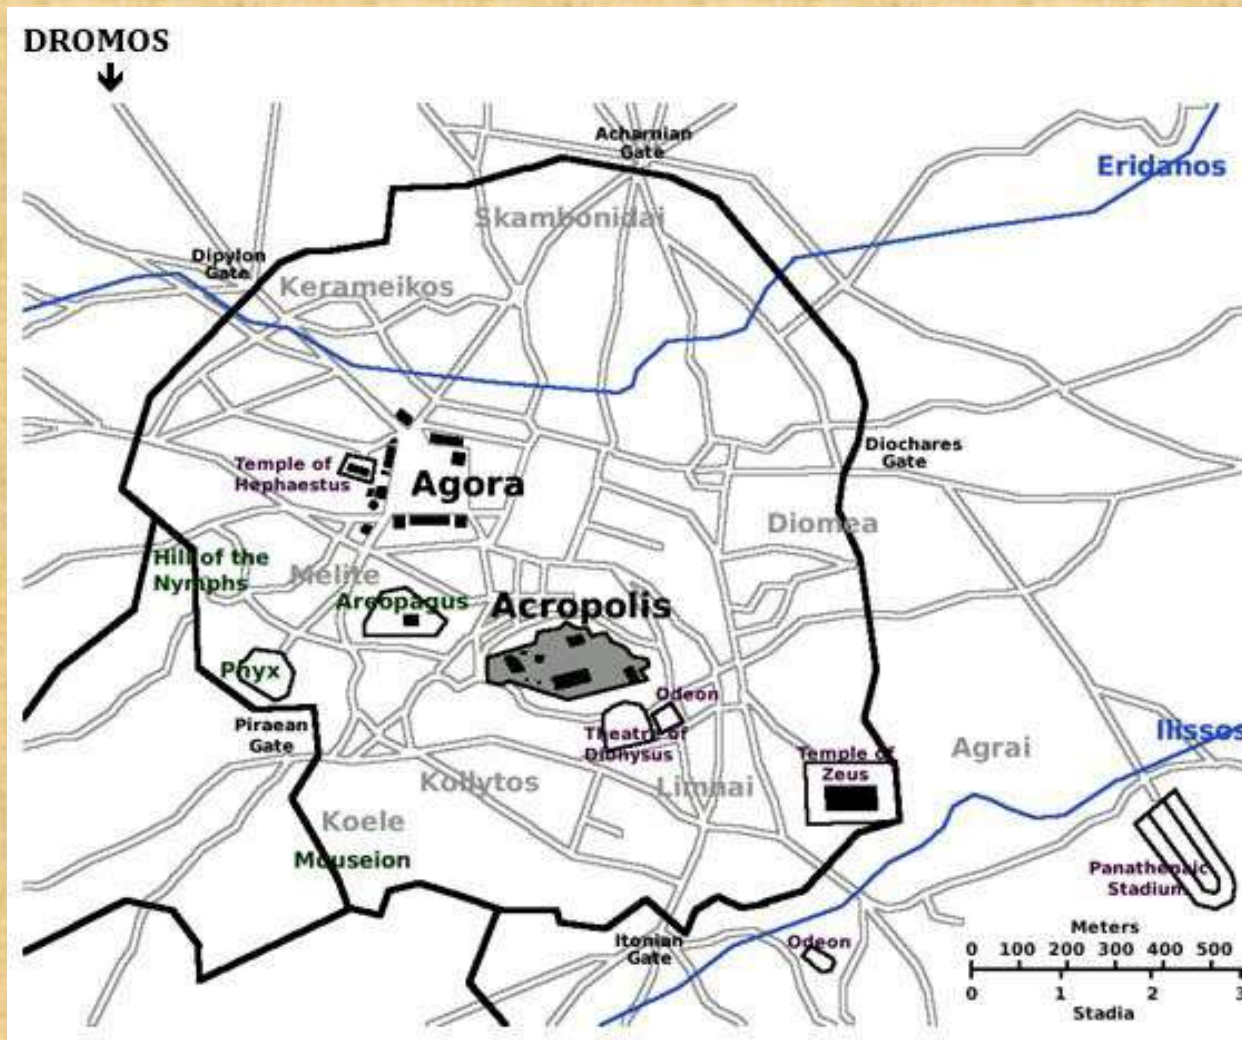 DROMOS
Acharnian
Gate
Eridanos
Skambonidai
Dipylon
Gate
Kerameikos
Diochares
Gate
Temple of
Hephaestus
Agora
Diomea
Hill of the
Nymphs
Melite
Areopagus
Acropolis
Pnyx
Odeon
Piraean
Gate
Theatre of
Dionysus
Temple of
Zeus
Agrai
Ilissos
Kollytos
Limnai
Koele
Mouseion
Panathenaic
Stadium
Itonian
Gate
Odeon
Meters
0 100 200 300 400 500
0 1 2 3
Stadia